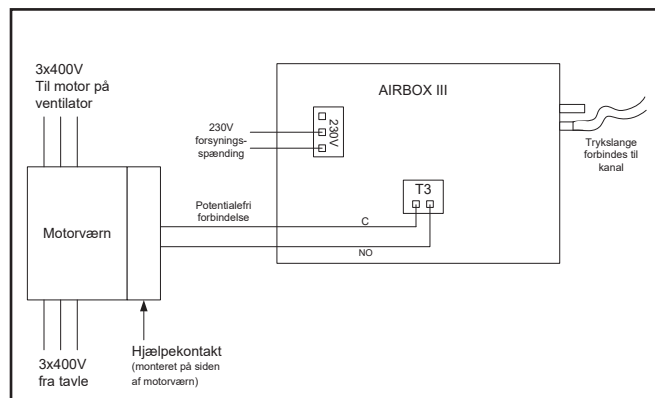 3x400V
Til motor på
ventilator
AIRBOX III
230V
230V
forsynings-
spænding
Trykslange
forbindes til
kanal
T3
Potentialefri
forbindelse
C
Motorværn
NO
3x400V
fra tavle
Hjælpekontakt
(monteret på siden
af motorværn)